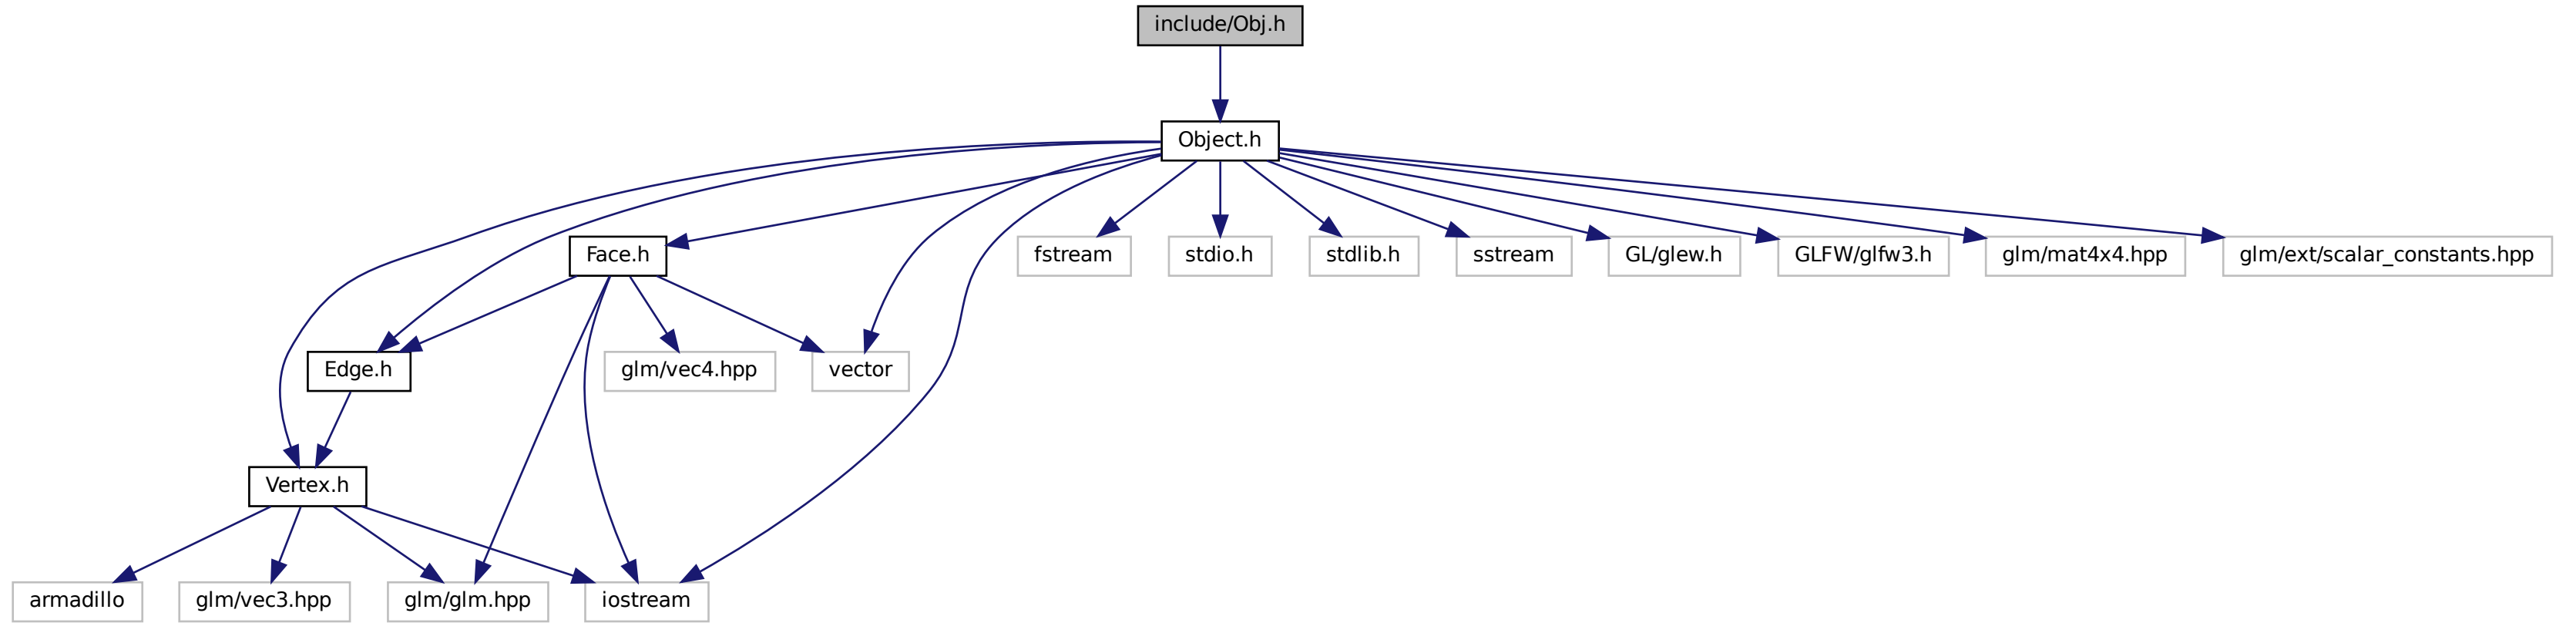 include/Obj.h
Object.h
Face.h
fstream
stdio.h
stdlib.h
sstream
GL/glew.h
GLFW/glfw3.h
glm/mat4x4.hpp
glm/ext/scalar_constants.hpp
Edge.h
glm/vec4.hpp
vector
Vertex.h
armadillo
glm/vec3.hpp
glm/glm.hpp
iostream